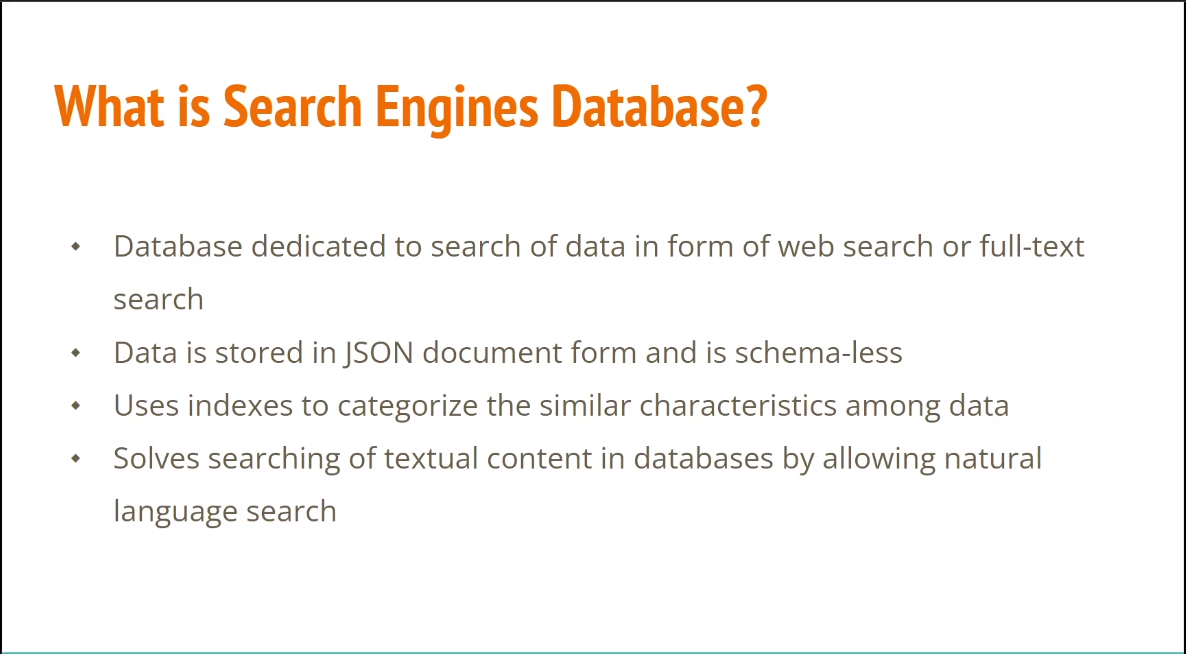 What is Search Engines Database?
Database dedicated to search of data in form of web search or full-text
search
Data is stored in JSON document form and is schema-less
Uses indexes to categorize the similar characteristics among data
Solves searching of textual content in databases by allowing natural
language search